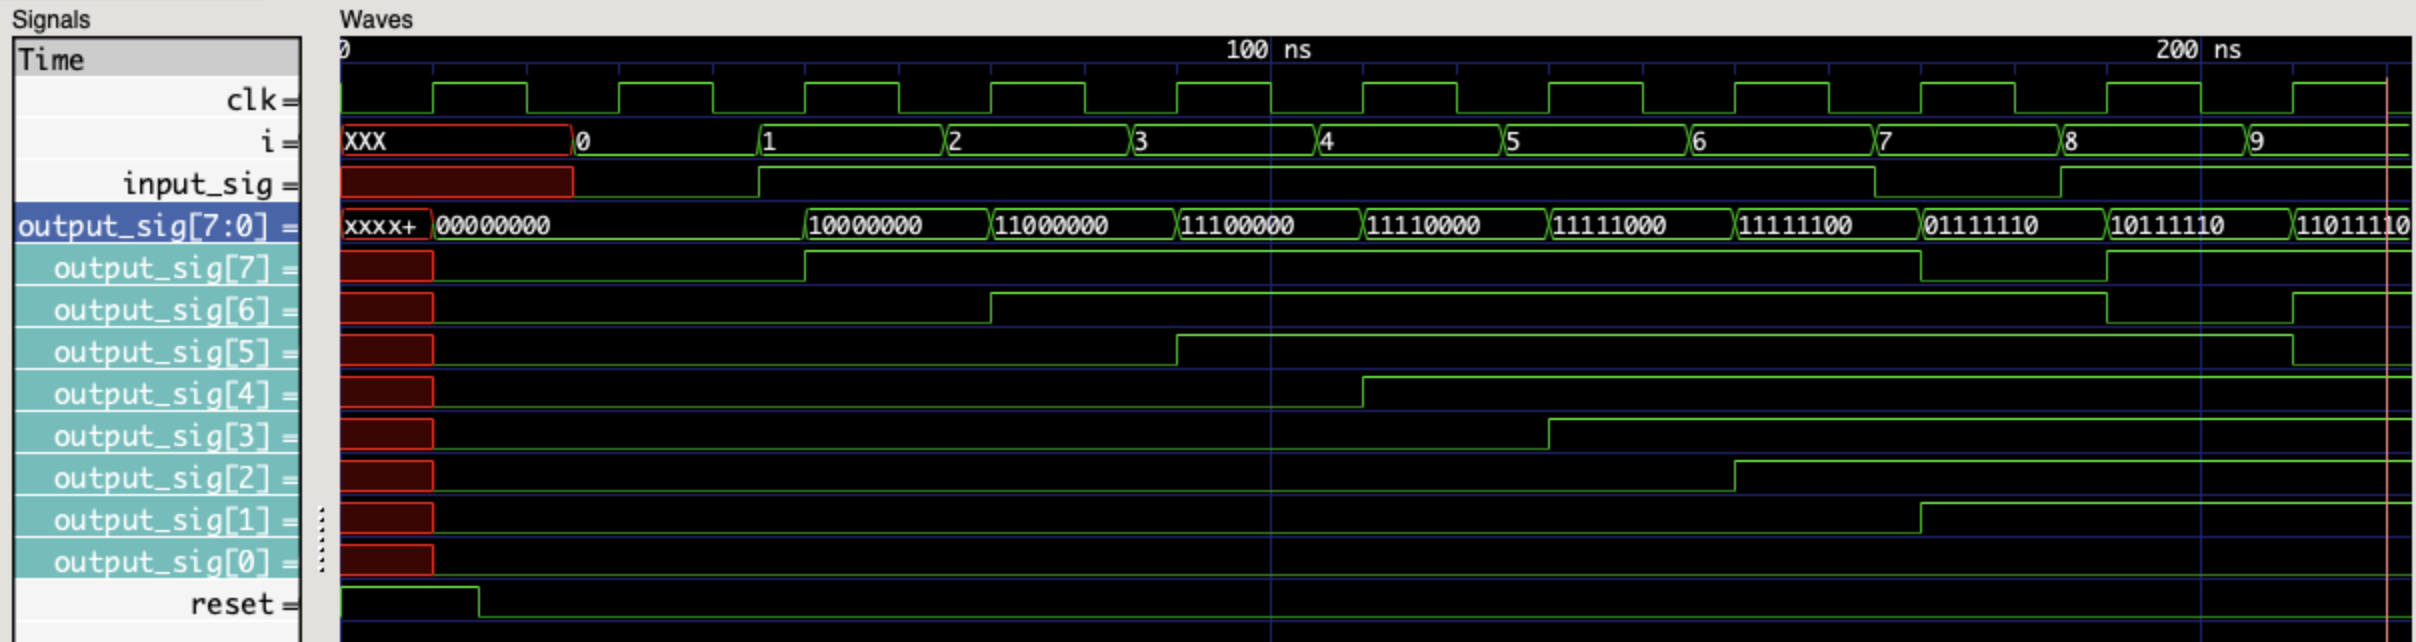 Signals Waves
Time 0 100 ns 200 ns
clk=
i= XXX 0 1 2 3 4 5 6 7 8 9
input_sig =
output_sig[7:0] = xxxx+ 00000000 10000000 11000000 11100000 11110000 11111000 11111100 01111110 10111110 11011110
output_sig[7] =
output_sig[6] =
output_sig[5] =
output_sig[4] =
output_sig[3] =
output_sig[2] =
output_sig[1] =
output_sig[0] =
reset=